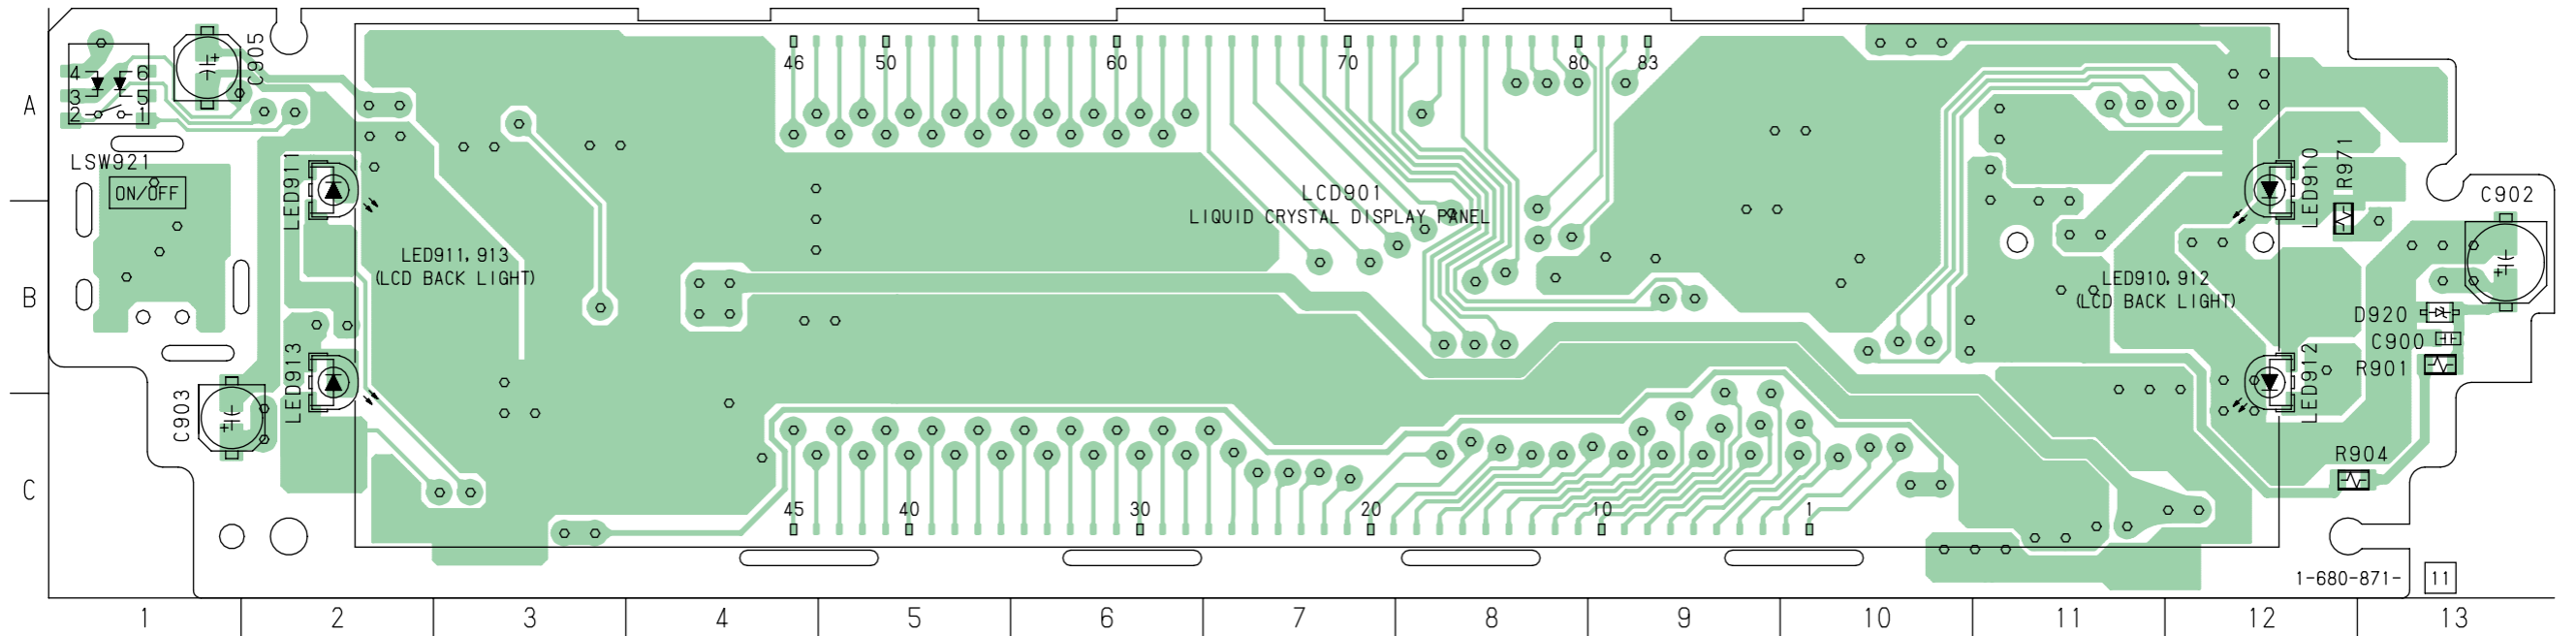 46 50 60 70 80 83
C905
4 6
3 5
2 1
A
LSW921
ON/OFF
LED911
LCD901
LIQUID CRYSTAL DISPLAY PANEL
LED910
R971
C902
LED911, 913
(LCD BACK LIGHT)
LED910, 912
(LCD BACK LIGHT)
B
D920
C900
R901
LED913
LED912
C903
R904
C
45 40 30 20 10 1
1-680-871- 11
1 2 3 4 5 6 7 8 9 10 11 12 13